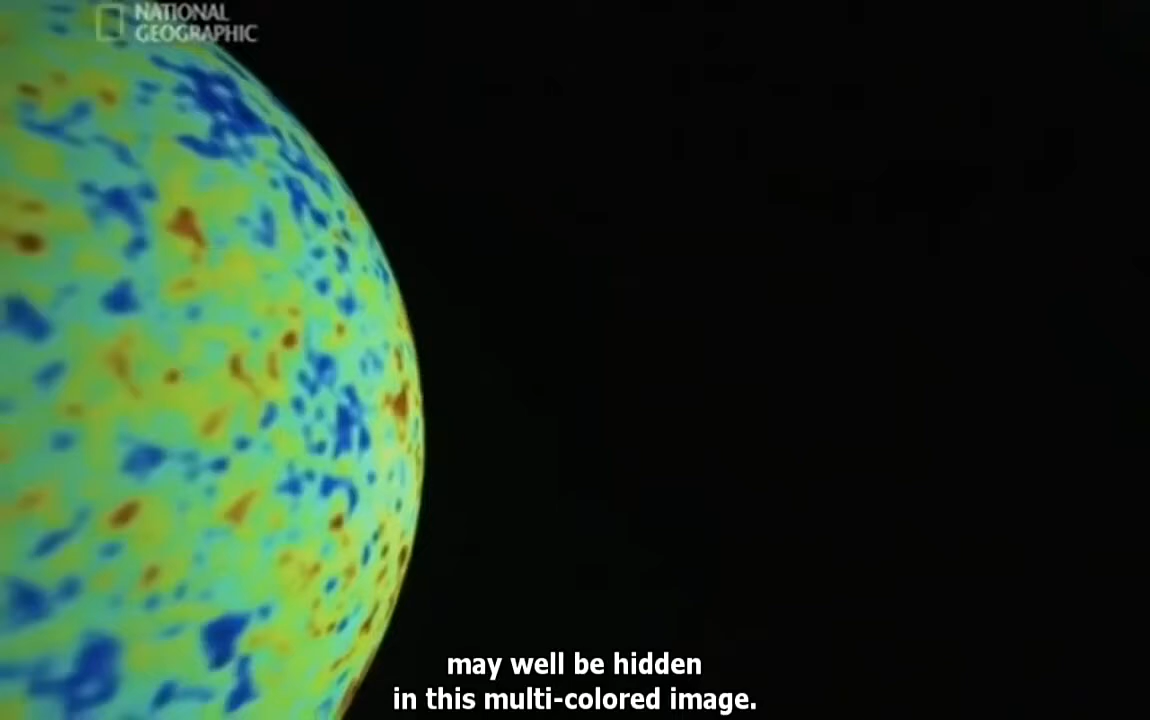 NATIONAL
GEOGRAPHIC
may well be hidden
in this multi-colored image.